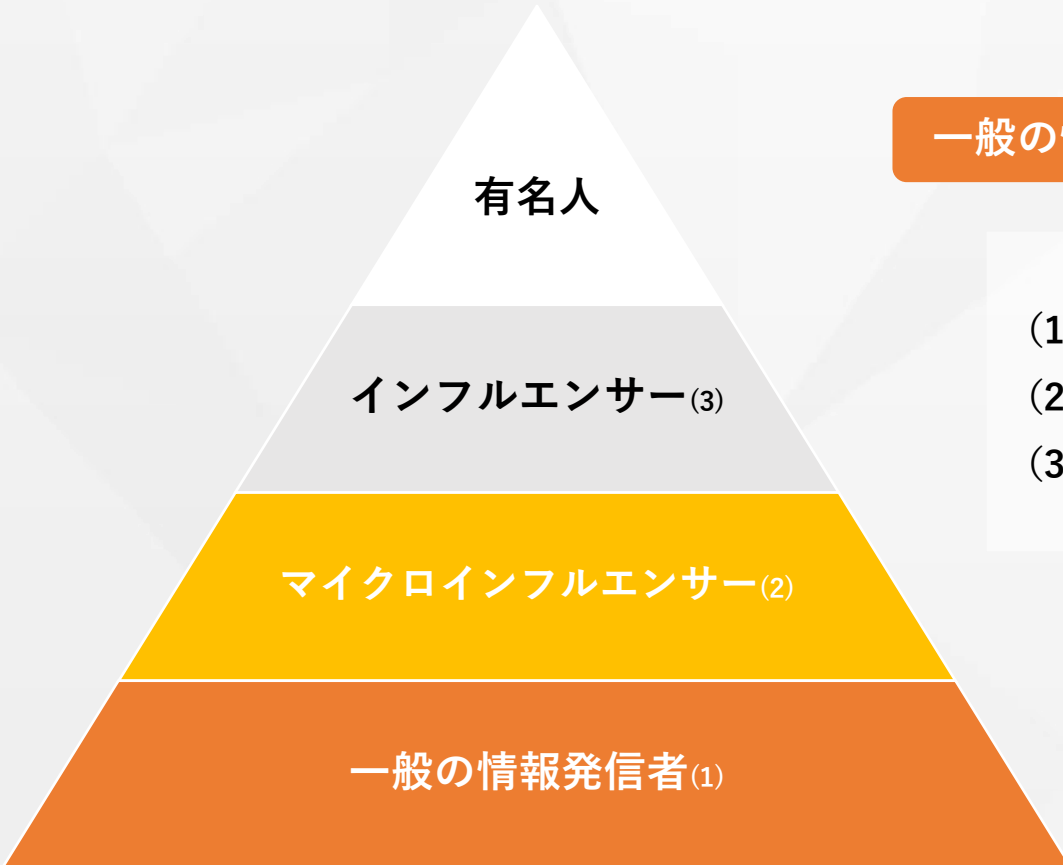 有名人
インフルエンサー(3)
マイクロインフルエンサー(2)
一般の情報発信者(1)
一般の
(1
(2
(3